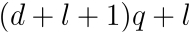 (d + l + 1)q + l